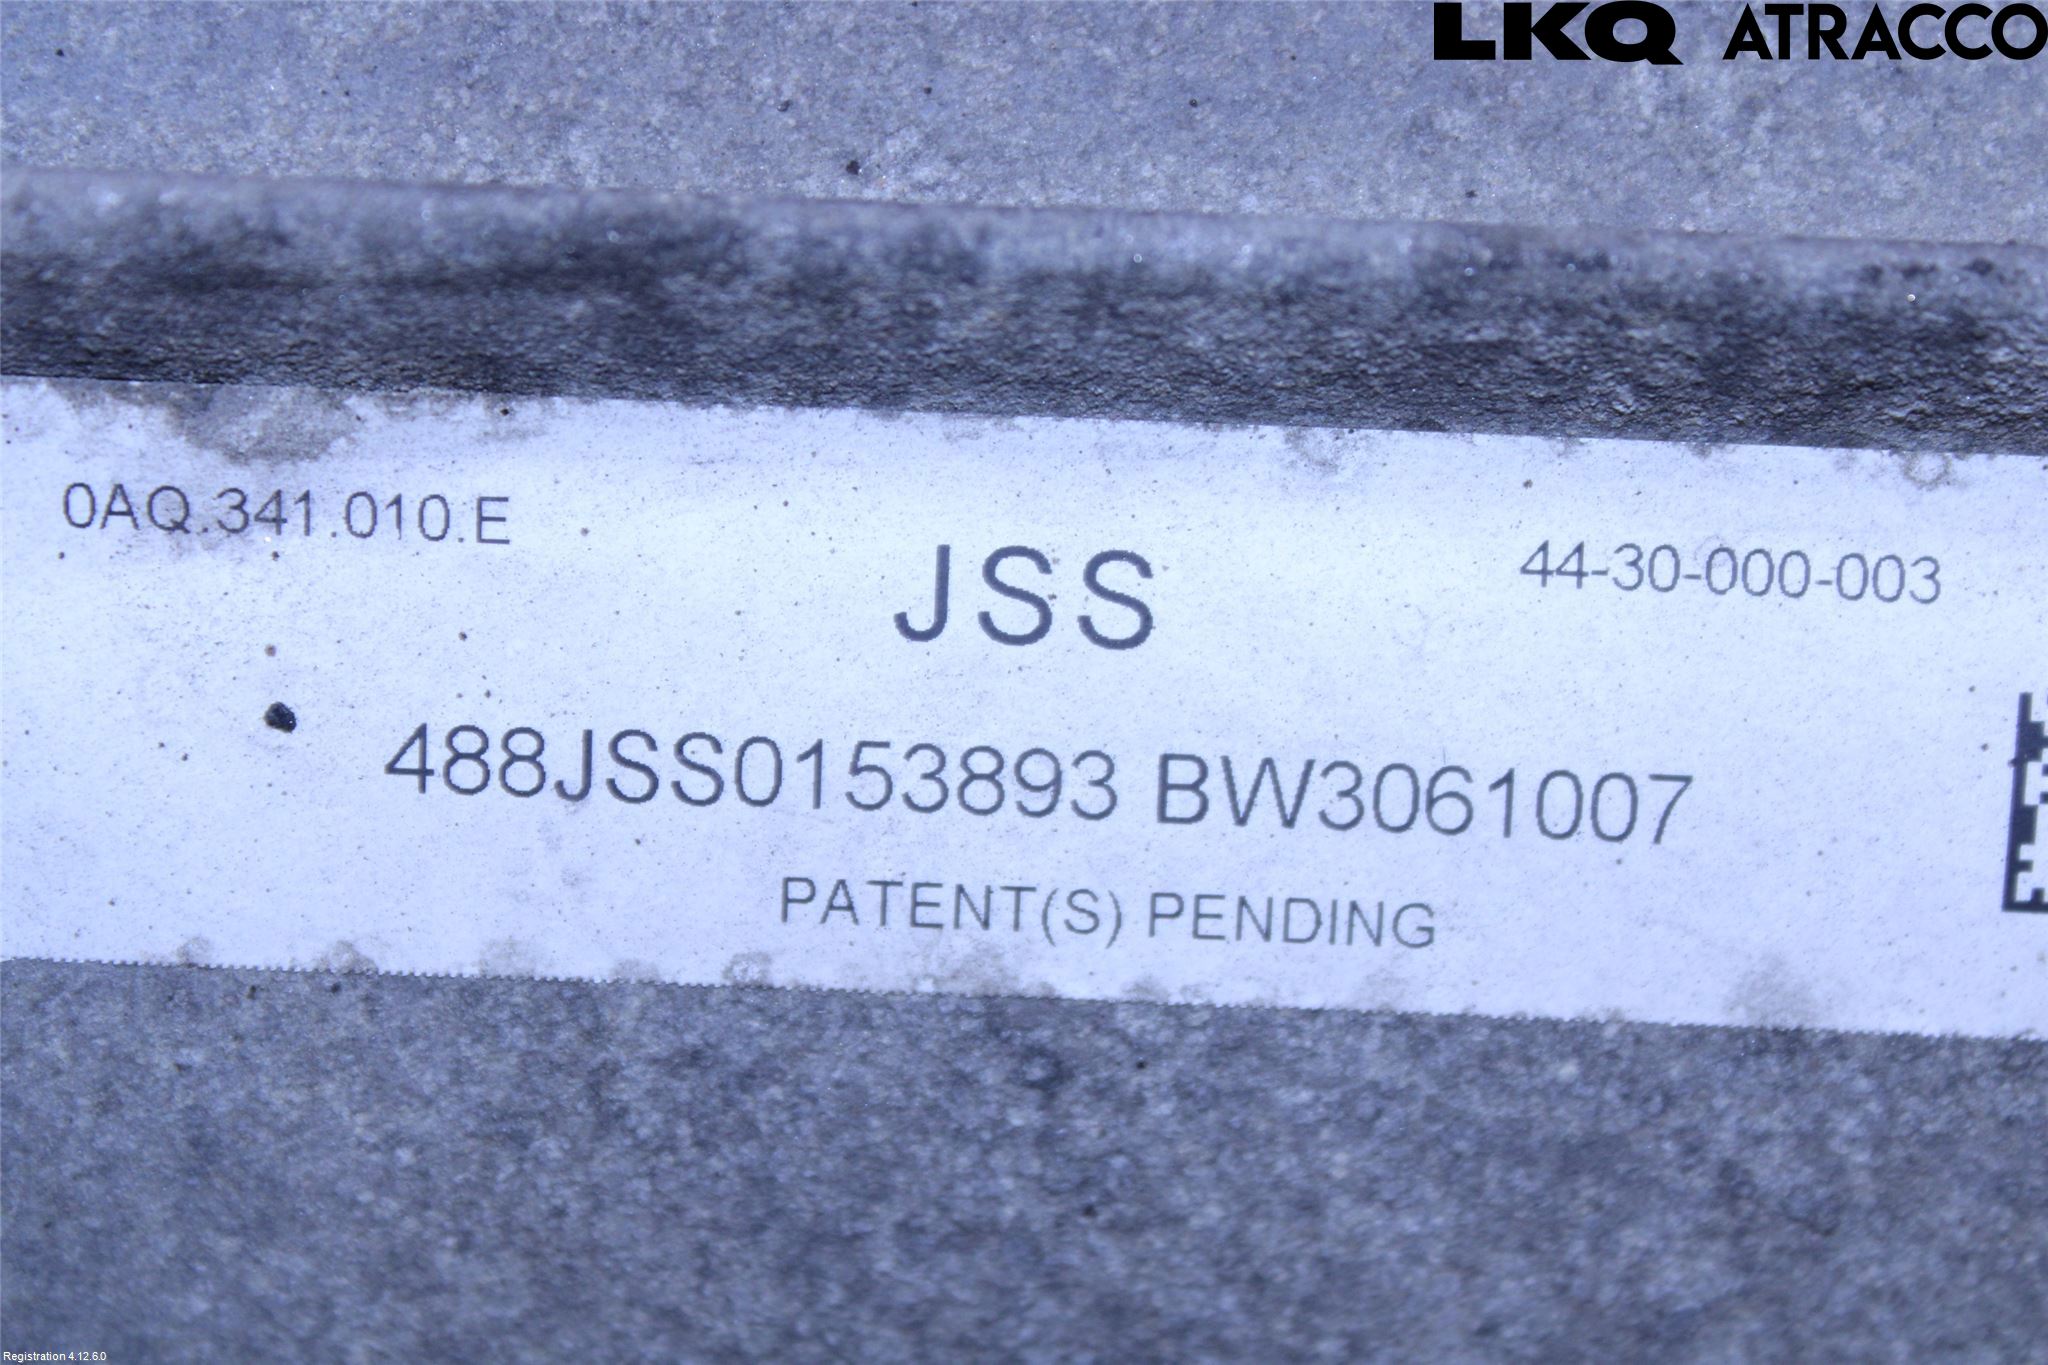 LKQ ATRACCO
0AQ.341.010.E
JSS
44-30-000-003
488JSS0153893 BW3061007
PATENT(S) PENDING
Registration 4.12.6.0